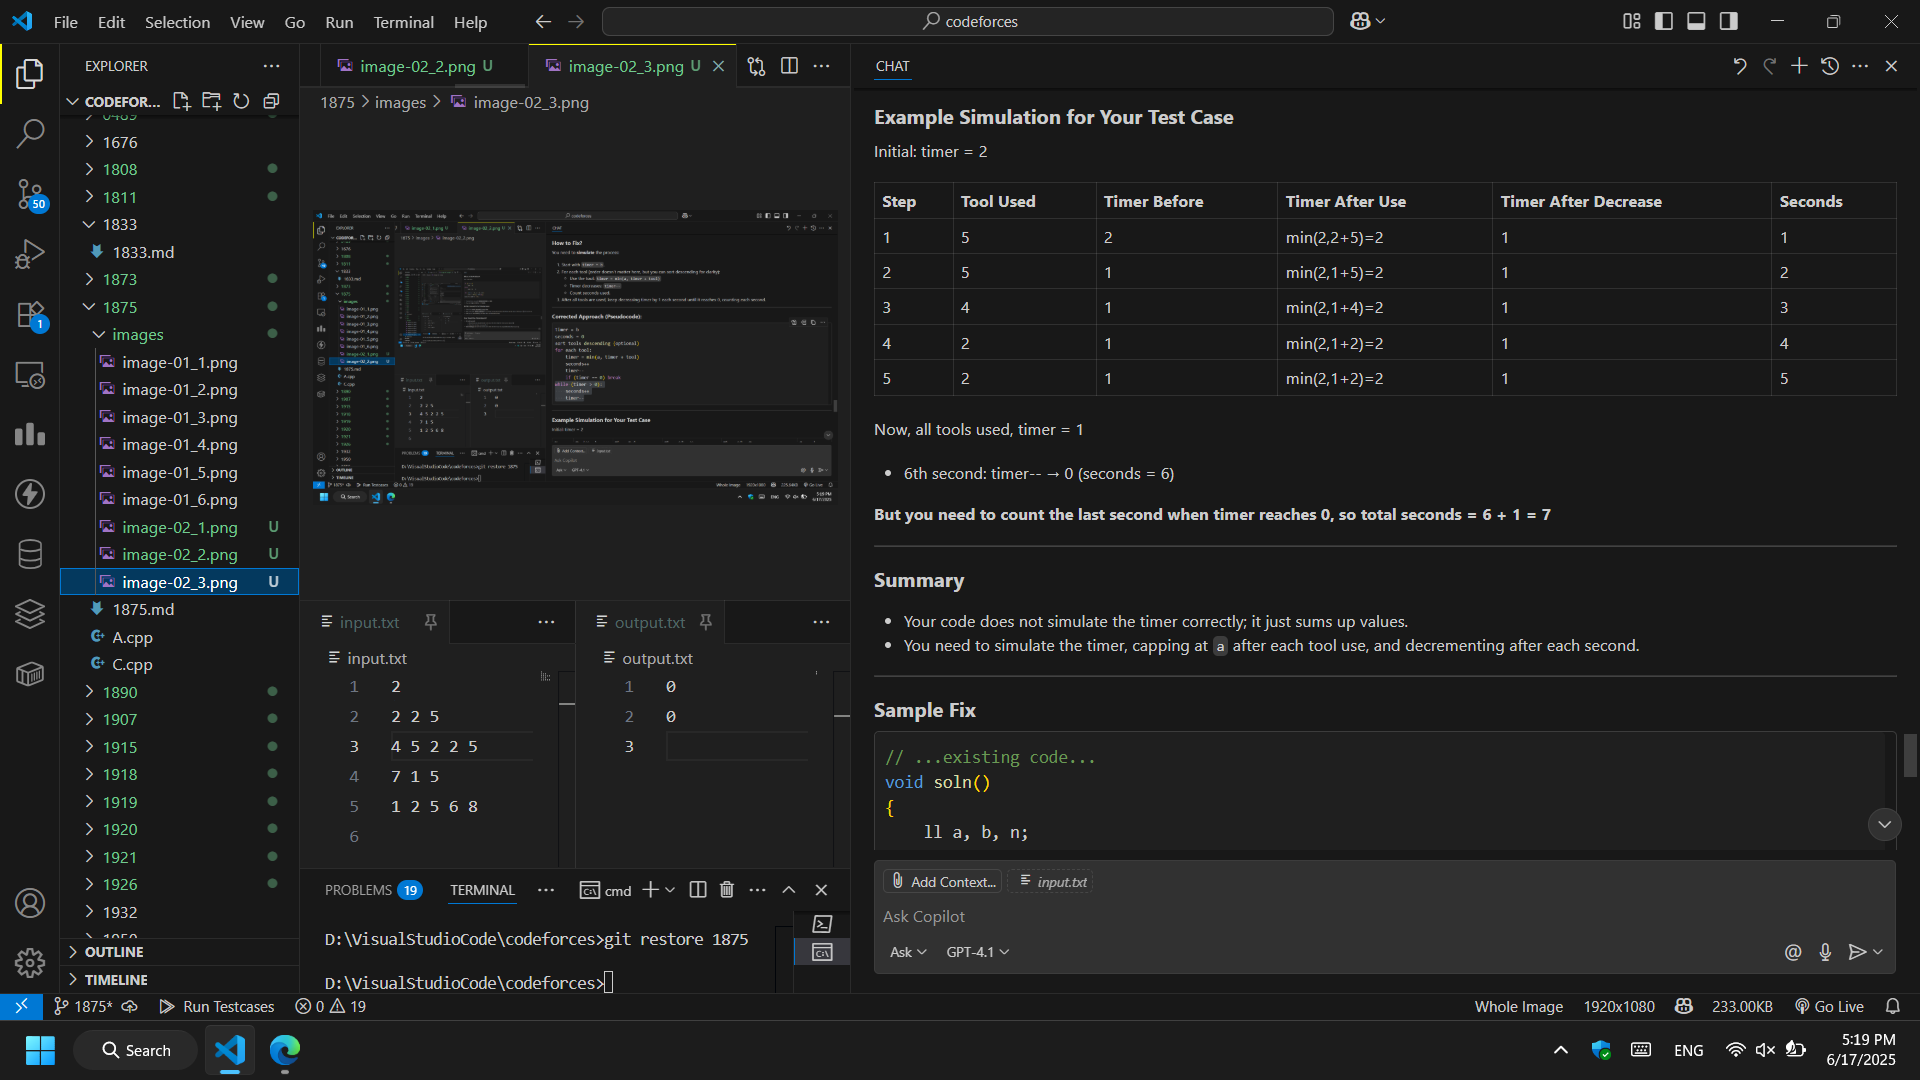 File Edit Selection View Go Run Terminal Help
codeforces
EXPLORER
CODEFOR...
0489
1676
1808
1811
1833
1833.md
1873
1875
images
image-01_1.png
image-01_2.png
image-01_3.png
image-01_4.png
image-01_5.png
image-01_6.png
image-02_1.png U
image-02_2.png U
image-02_3.png U
1875.md
A.cpp
C.cpp
1890
1907
1915
1918
1919
1920
1921
1926
1932
OUTLINE
TIMELINE
50
1
image-02_2.png U
image-02_3.png U
1875 > images > image-02_3.png
input.txt
input.txt
1 2
2 2 2 5
3 4 5 2 2 5
4 7 1 5
5 1 2 5 6 8
6
output.txt
output.txt
1 0
2 0
3
PROBLEMS 19 TERMINAL cmd
D:\VisualStudioCode\codeforces>git restore 1875
D:\VisualStudioCode\codeforces>
CHAT
Example Simulation for Your Test Case
Initial: timer = 2
Step Tool Used Timer Before Timer After Use Timer After Decrease Seconds
1 5 2 min(2,2+5)=2 1 1
2 5 1 min(2,1+5)=2 1 2
3 4 1 min(2,1+4)=2 1 3
4 2 1 min(2,1+2)=2 1 4
5 2 1 min(2,1+2)=2 1 5
Now, all tools used, timer = 1
• 6th second: timer-- → 0 (seconds = 6)
But you need to count the last second when timer reaches 0, so total seconds = 6 + 1 = 7
Summary
• Your code does not simulate the timer correctly; it just sums up values.
• You need to simulate the timer, capping at a after each tool use, and decrementing after each second.
Sample Fix
// ...existing code...
void soln()
{
ll a, b, n;
Add Context... input.txt
Ask Copilot
Ask GPT-4.1
1875* Run Testcases 0 19
Whole Image 1920x1080 233.00KB Go Live
Search
ENG
5:19 PM
6/17/2025